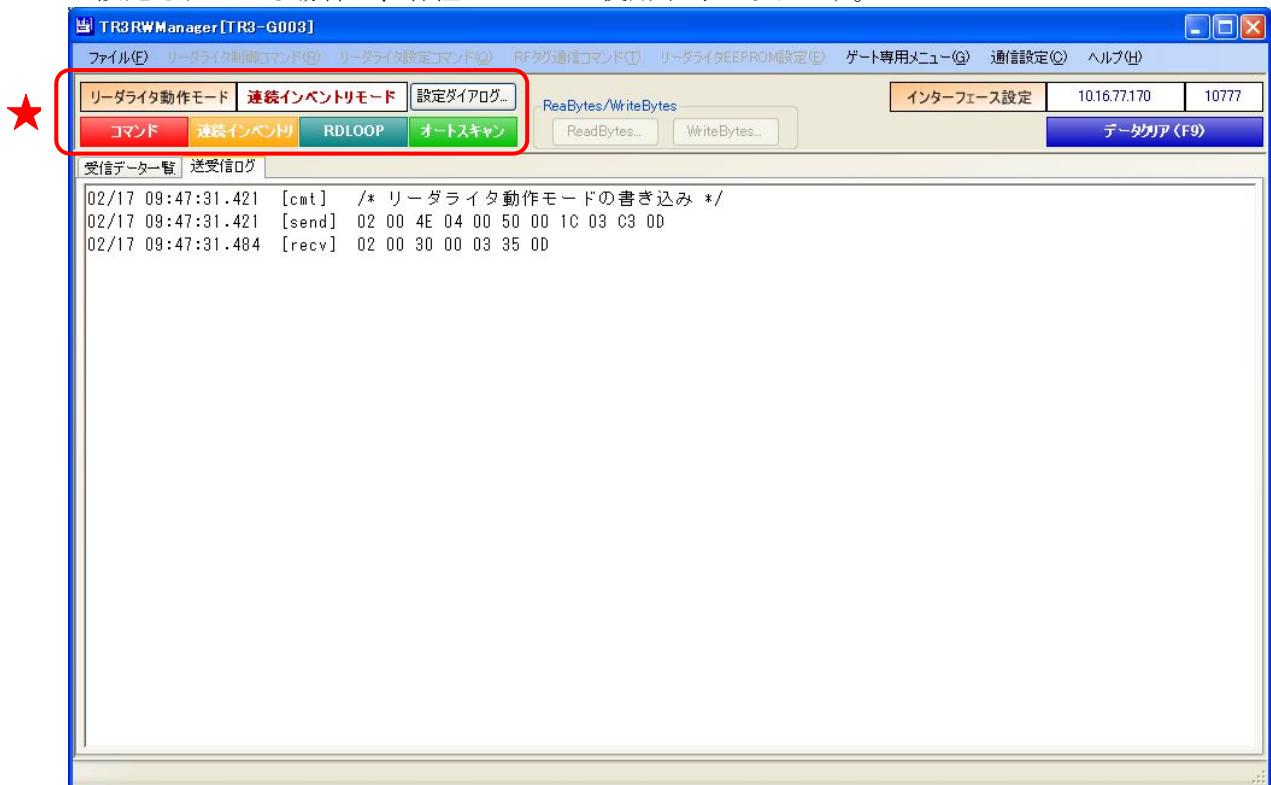 TR3RWManager[TR3-G003]
ファイル(F) リーダライタ制御コマンド(R) リーダライタ設定コマンド(Q) RFタグ通信コマンド(T) リーダライタEEPROM設定(E) ゲート専用メニュー(G) 通信設定(C) ヘルプ(H)
リーダライタ動作モード 連続インベントリモード 設定ダイアログ... ReaBytes/WriteBytes インターフェース設定 10.16.77.170 10777
コマンド 連続インベントリ RDLOOP オートスキャン ReadBytes... WriteBytes... データクリア (F9)
受信データ一覧 送受信ログ
02/17 09:47:31.421 [cmt] /* リーダライタ動作モードの書き込み */
02/17 09:47:31.421 [send] 02 00 4E 04 00 50 00 1C 03 C3 0D
02/17 09:47:31.484 [recv] 02 00 30 00 03 35 0D